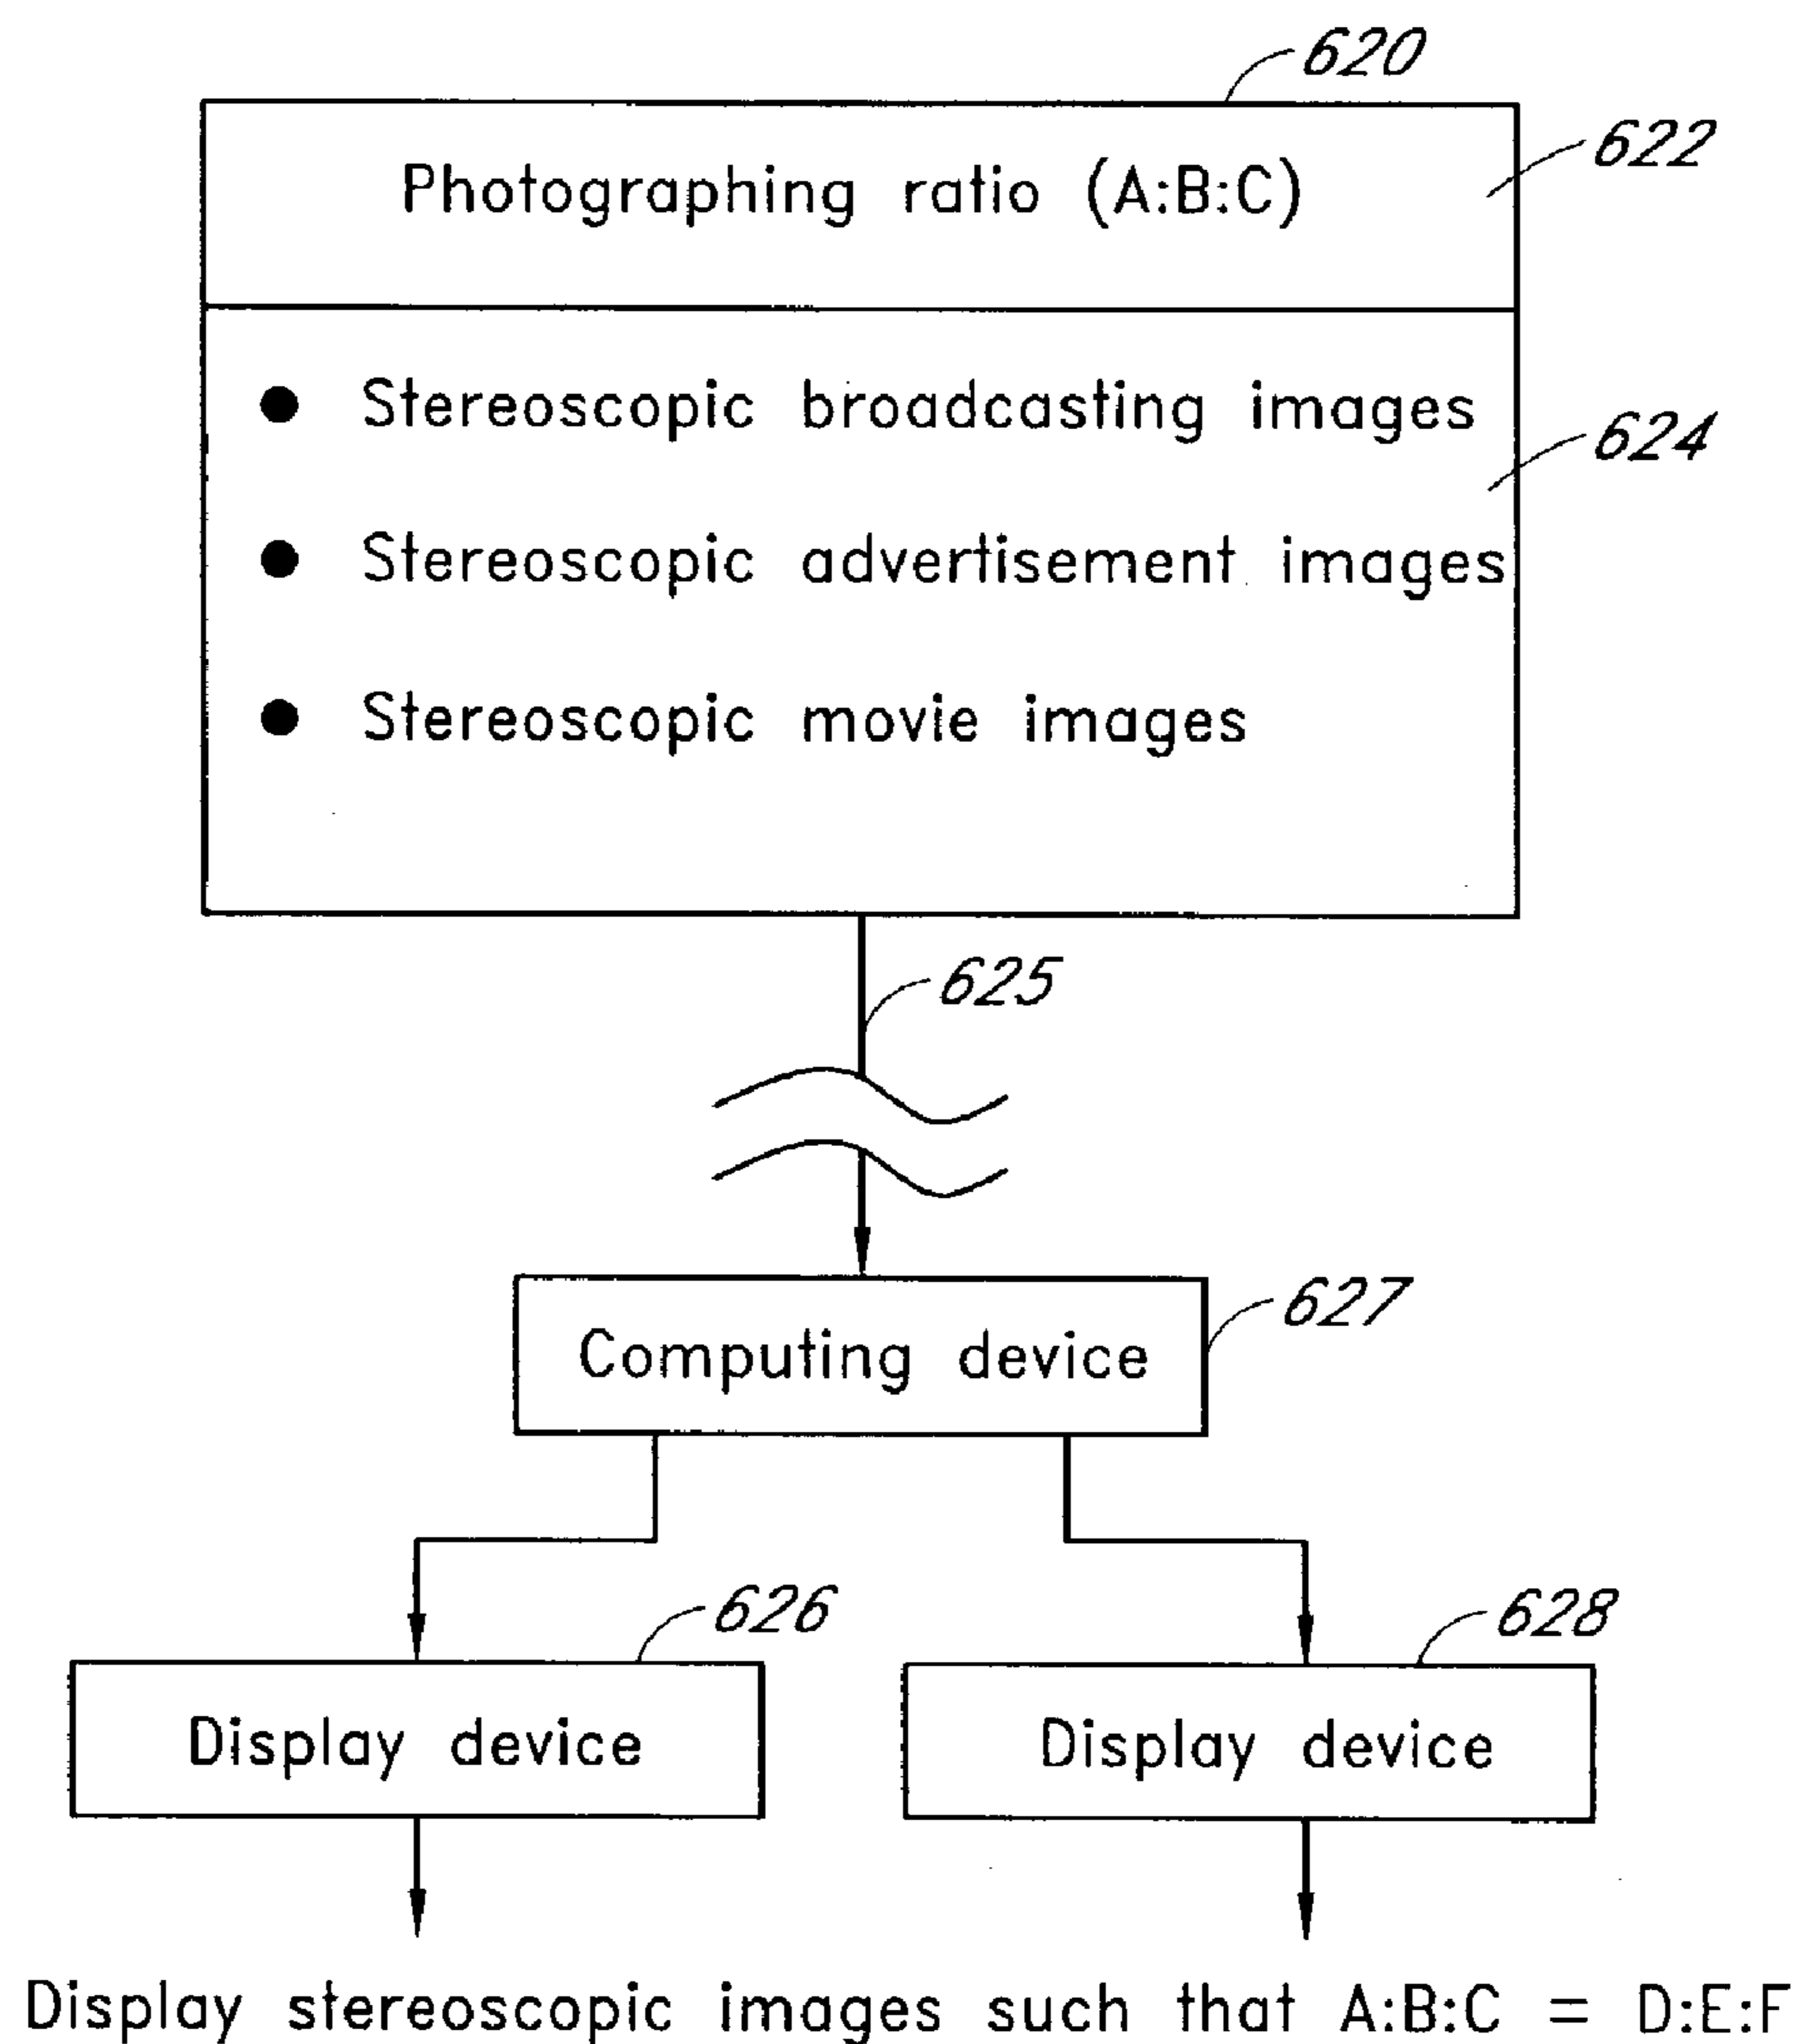 620
Photographing ratio (A:B:C)
622
● Stereoscopic broadcasting images
624
● Stereoscopic advertisement images
● Stereoscopic movie images
625
Computing device
627
626
628
Display device
Display device
Display stereoscopic images such that A:B:C = D:E:F